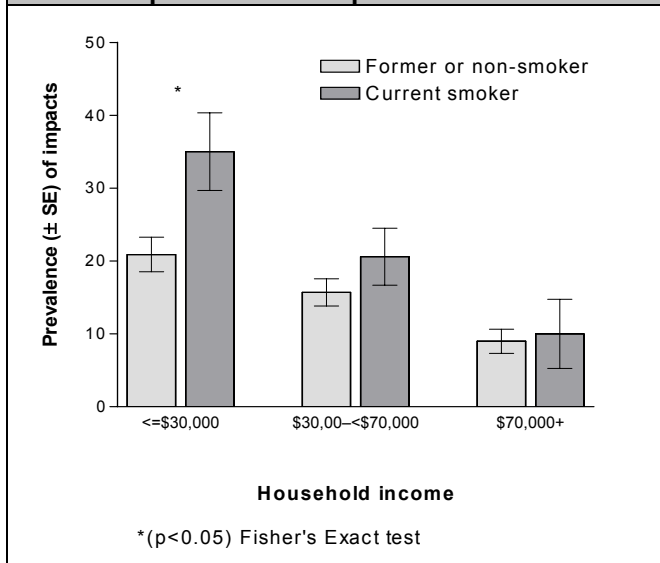 Former or non-smoker
Current smoker
*
Prevalence (± SE) of impacts
50
40
30
20
10
0
<=$30,000
$30,00–<$70,000
$70,000+
Household income
*(p<0.05) Fisher's Exact test